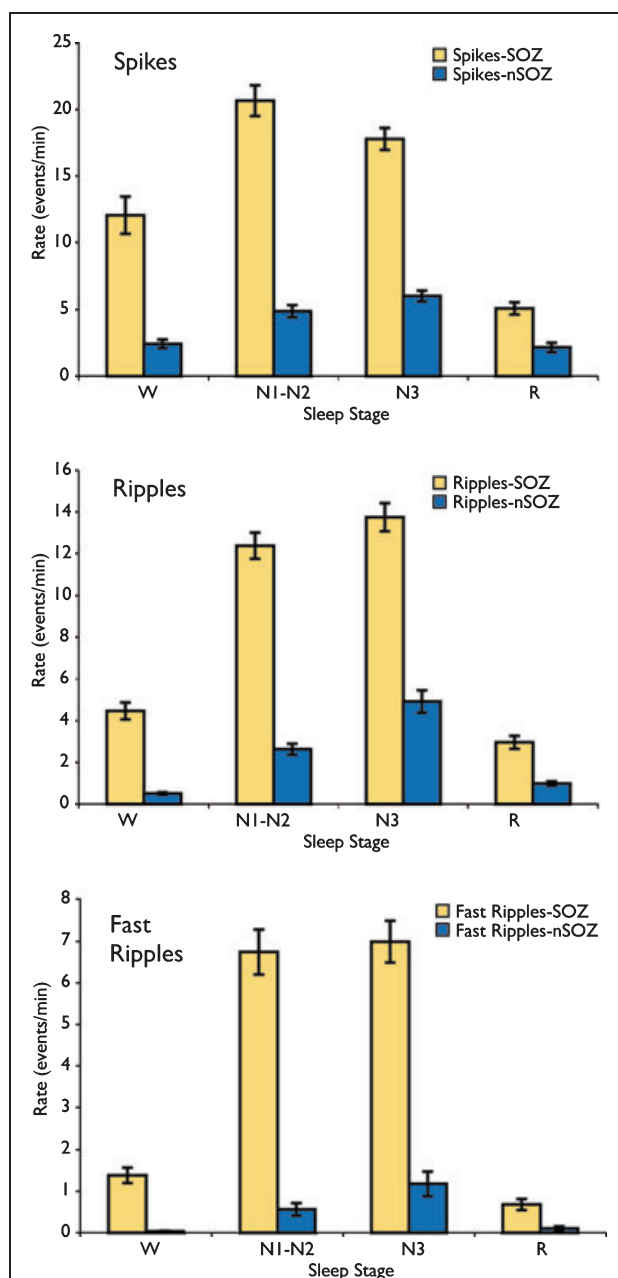 Spikes
Spikes-SOZ
Spikes-nSOZ
Rate (events/min)
25
20
15
10
5
0
W N1-N2 N3 R
Sleep Stage
Ripples
Ripples-SOZ
Ripples-nSOZ
Rate (events/min)
16
14
12
10
8
6
4
2
0
W N1-N2 N3 R
Sleep Stage
Fast
Ripples
Fast Ripples-SOZ
Fast Ripples-nSOZ
Rate (events/min)
8
7
6
5
4
3
2
1
0
W N1-N2 N3 R
Sleep Stage